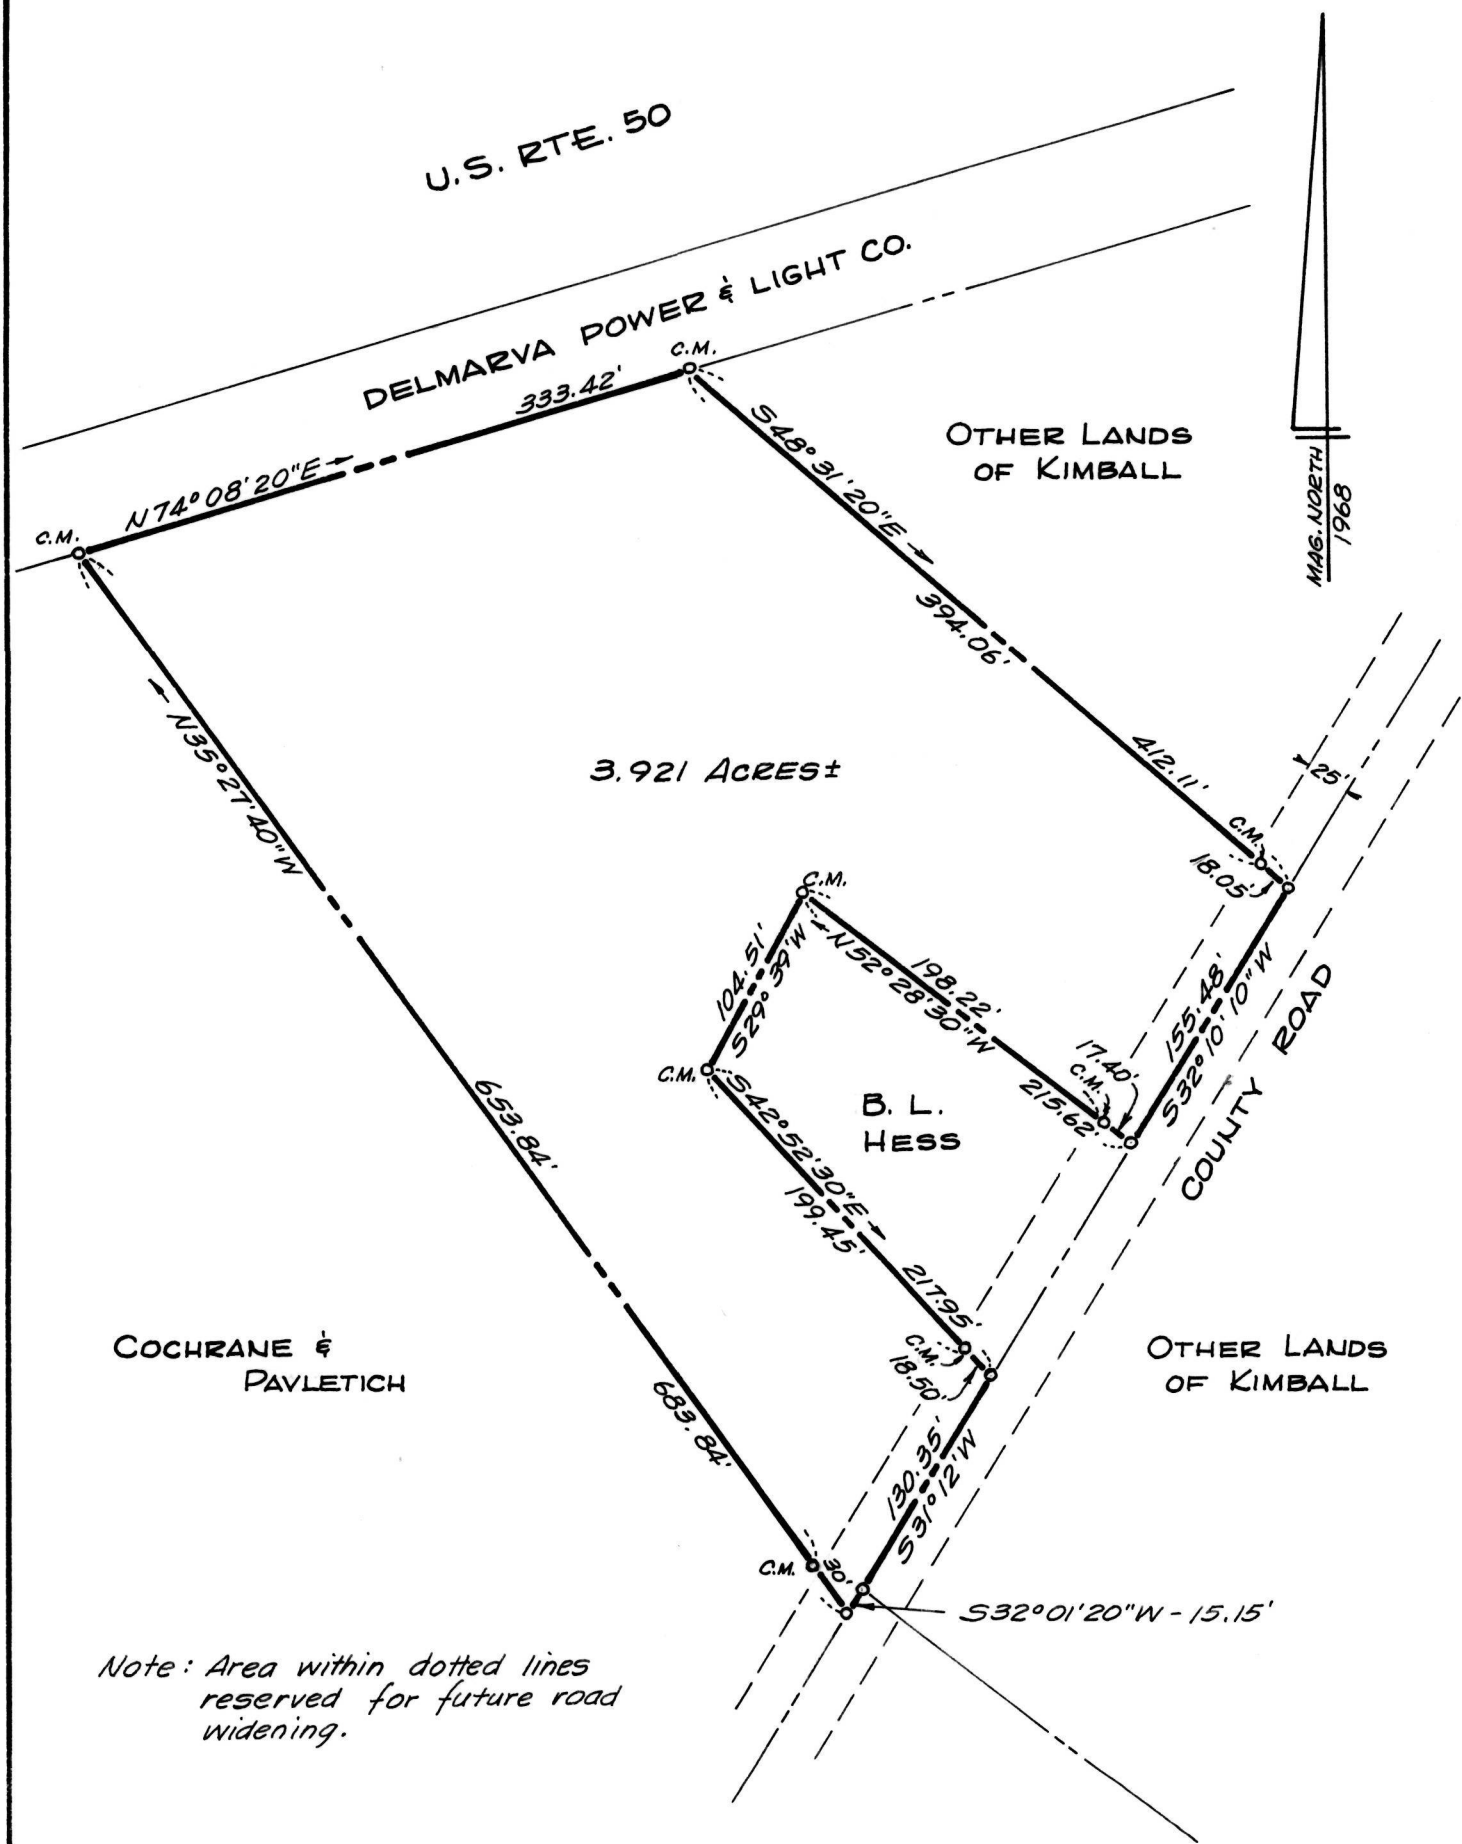 U.S. RTE. 50
DELMARVA POWER & LIGHT CO.
C.M.
333.42'
N74°08'20"E
C.M.
S48°31'20"E
394.06'
412.11'
OTHER LANDS
OF KIMBALL
MAG. NORTH
1968
25'
C.M.
18.05'
N35°27'40"W
3.921 ACRES±
C.M.
104.51'
S29°39'W
198.22'
N52°28'30"W
17.40'
C.M.
215.62'
155.48'
S32°10'10"W
COUNTY ROAD
C.M.
S42°52'30"E
199.45'
217.95'
B. L.
HESS
C.M.
18.50'
653.84'
683.84'
COCHRANE &
PAVLETICH
OTHER LANDS
OF KIMBALL
130.35'
S31°12'W
C.M.
30'
S32°01'20"W - 15.15'
Note: Area within dotted lines
reserved for future road
widening.